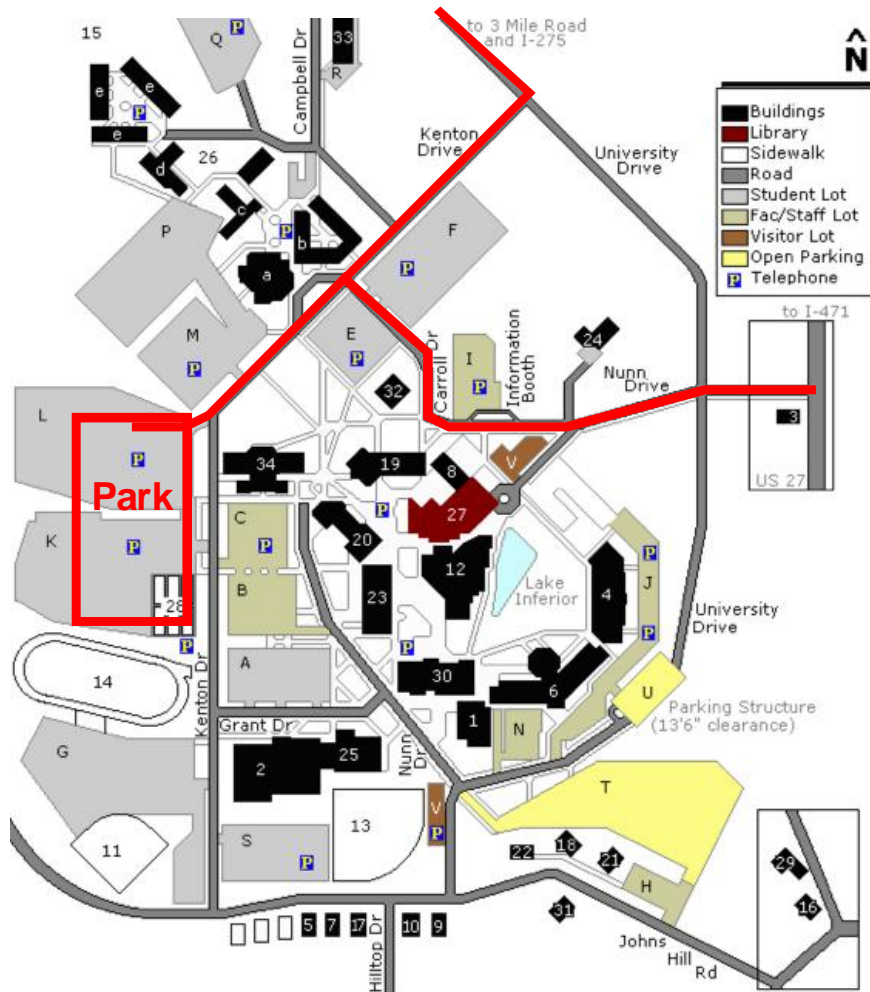 to 3 Mile Road
and I-275
N
15
Q
33
R
Campbell Dr
e
e
e
Kenton
Drive
University
Drive
Buildings
Library
Sidewalk
Road
Student Lot
Fac/Staff Lot
Visitor Lot
Open Parking
P Telephone
d
26
c
b
a
P
P
P
F
P
to I-471
M
P
E
P
Carroll Dr
I
P
Information
Booth
24
Nunn
Drive
32
3
US 27
L
P
Park
34
19
8
V
27
K
P
C
P
P
20
12
Lake
Inferior
4
P
J
B
23
28
P
P
P
University
Drive
A
14
Kenton Dr
30
6
U
Parking Structure
(13'6" clearance)
1
N
Grant Dr
G
2
25
Nunn
Dr
T
V
P
13
S
P
11
18
22
21
H
29
16
31
5
7
17
Hilltop Dr
10
9
Johns
Hill
Rd